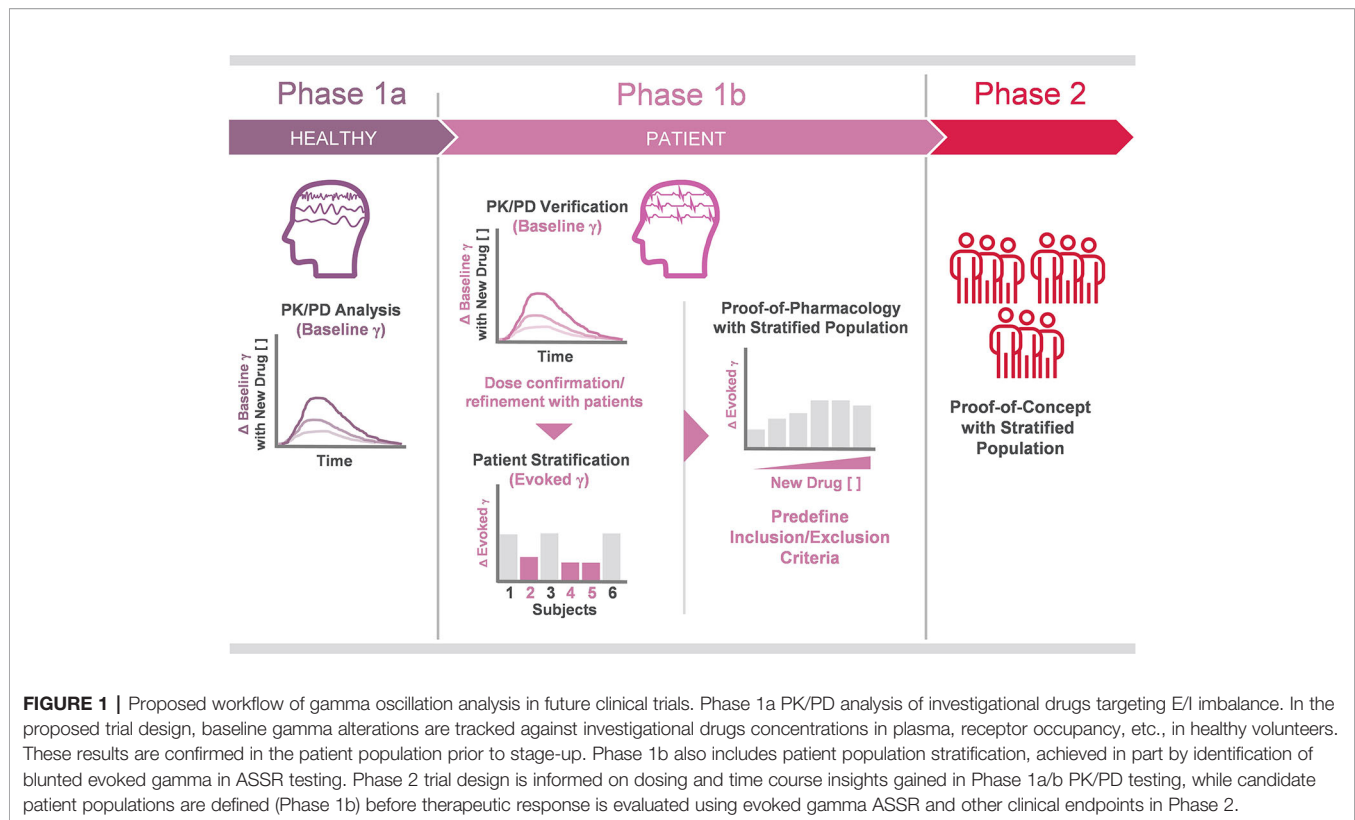 Phase 1a
Phase 1b
Phase 2
HEALTHY
PATIENT
PK/PD Analysis
(Baseline γ)
Δ Baseline γ
with New Drug [ ]
Time
PK/PD Verification
(Baseline γ)
Δ Baseline γ
with New Drug [ ]
Time
Dose confirmation/
refinement with patients
Patient Stratification
(Evoked γ)
Δ Evoked γ
1 2 3 4 5 6
Subjects
Proof-of-Pharmacology
with Stratified Population
Δ Evoked γ
New Drug [ ]
Predefine
Inclusion/Exclusion
Criteria
Proof-of-Concept
with Stratified
Population
FIGURE 1 | Proposed workflow of gamma oscillation analysis in future clinical trials. Phase 1a PK/PD analysis of investigational drugs targeting E/I imbalance. In the
proposed trial design, baseline gamma alterations are tracked against investigational drugs concentrations in plasma, receptor occupancy, etc., in healthy volunteers.
These results are confirmed in the patient population prior to stage-up. Phase 1b also includes patient population stratification, achieved in part by identification of
blunted evoked gamma in ASSR testing. Phase 2 trial design is informed on dosing and time course insights gained in Phase 1a/b PK/PD testing, while candidate
patient populations are defined (Phase 1b) before therapeutic response is evaluated using evoked gamma ASSR and other clinical endpoints in Phase 2.